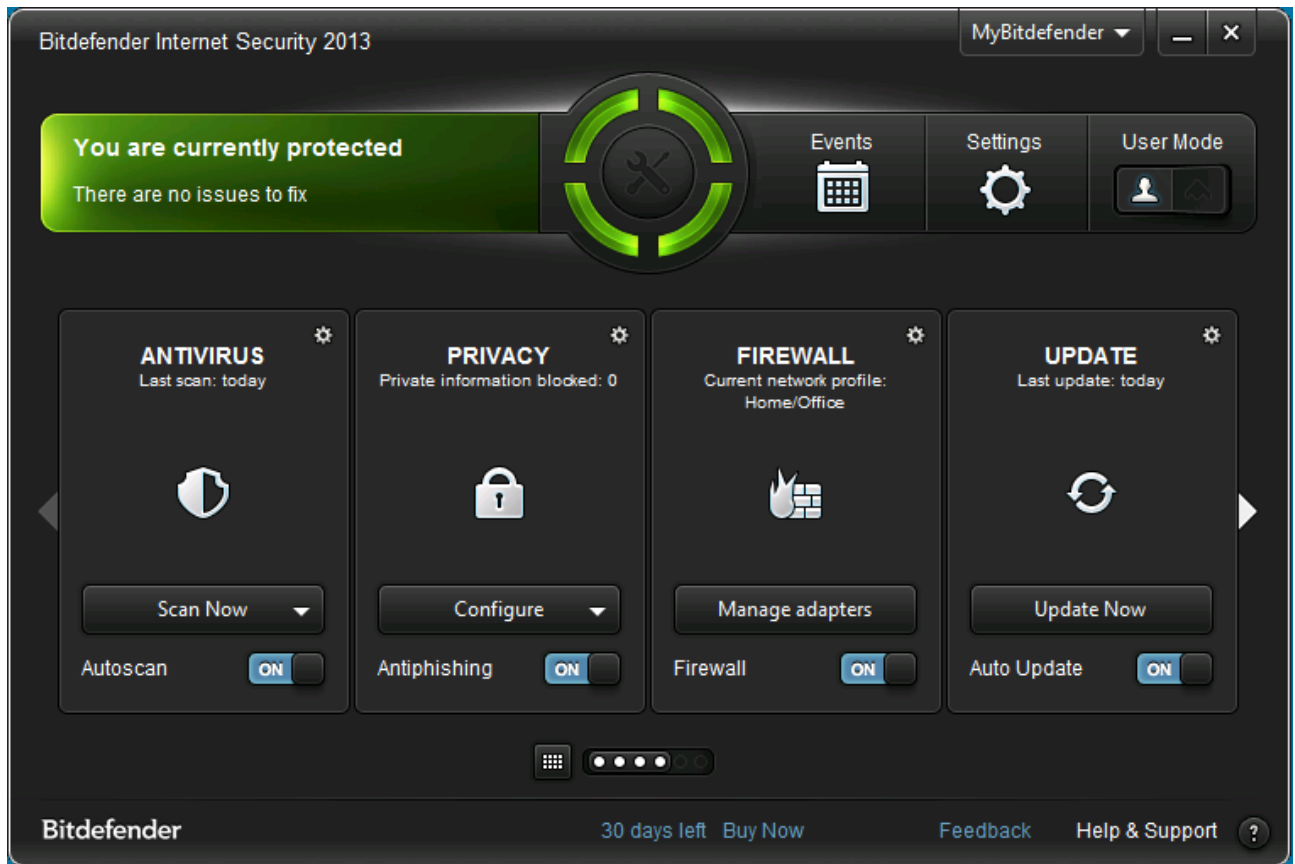 Bitdefender Internet Security 2013
MyBitdefender
You are currently protected
There are no issues to fix
Events
Settings
User Mode
ANTIVIRUS
Last scan: today
Scan Now
Autoscan
ON
PRIVACY
Private information blocked: 0
Configure
Antiphishing
ON
FIREWALL
Current network profile:
Home/Office
Manage adapters
Firewall
ON
UPDATE
Last update: today
Update Now
Auto Update
ON
Bitdefender
30 days left
Buy Now
Feedback
Help & Support
?